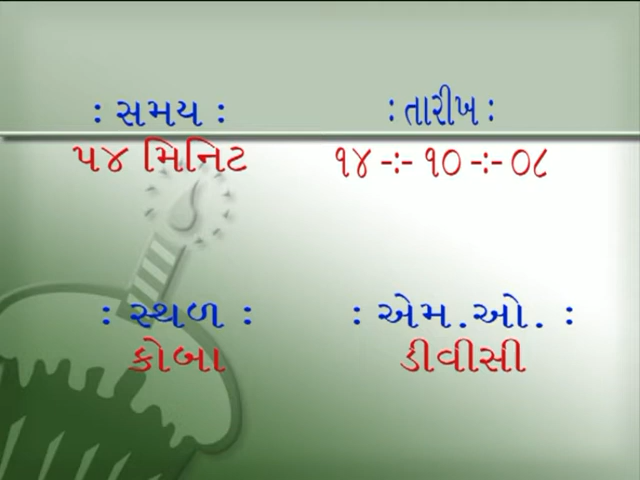 : સમય :
: તારીખ :
૫૪ મિનિટ
૧૪ -:- ૧૦ -:- ૦૮
: સ્થળ :
: એમ.ઓ. :
કોબા
ડીવીસી